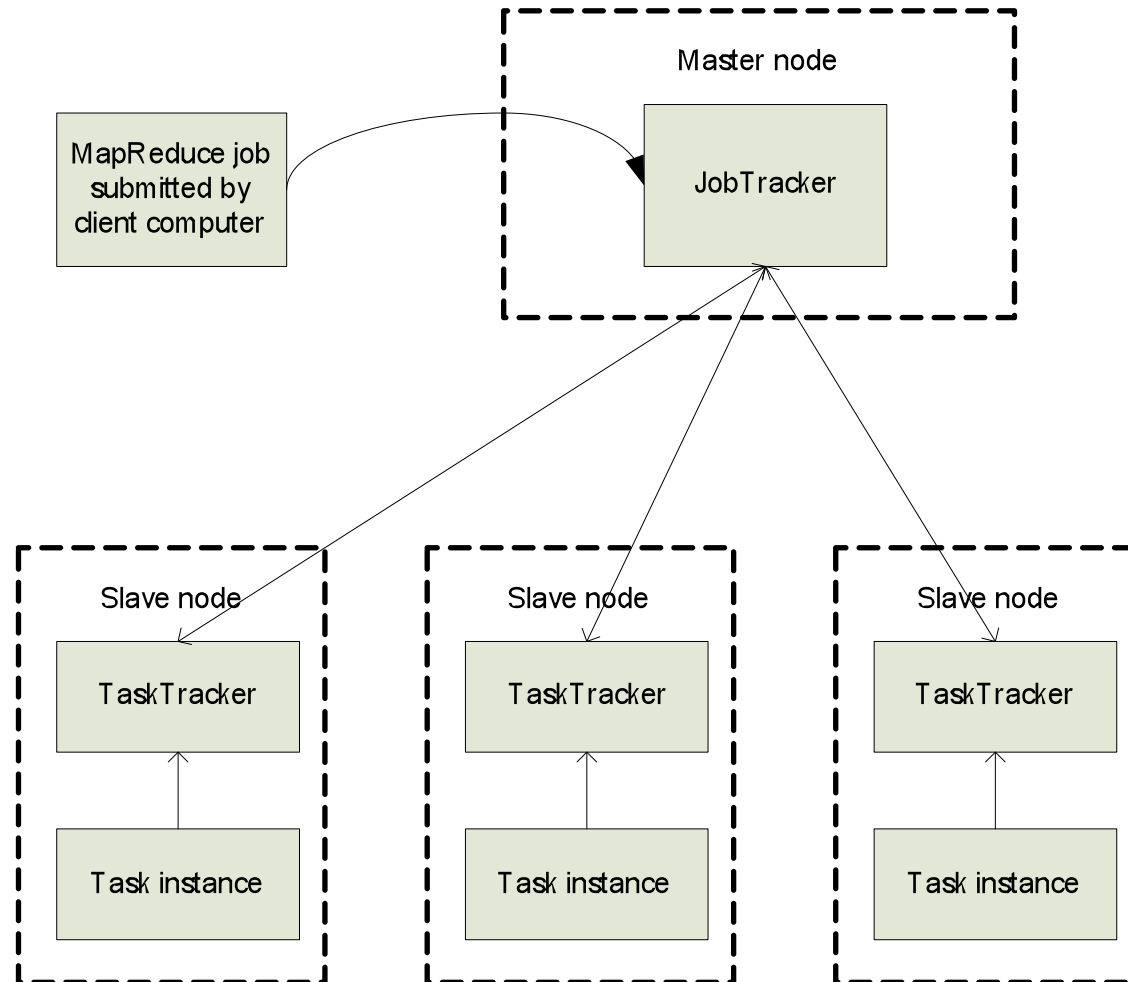 Master node
MapReduce job
submitted by
client computer
JobTracker
Slave node
Slave node
Slave node
TaskTracker
TaskTracker
TaskTracker
Task instance
Task instance
Task instance